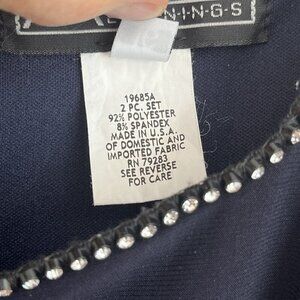 N-I-N-G-S
19685A
2 PC. SET
92% POLYESTER
8% SPANDEX
MADE IN U.S.A.
OF DOMESTIC AND
IMPORTED FABRIC
RN 79283
SEE REVERSE
FOR CARE